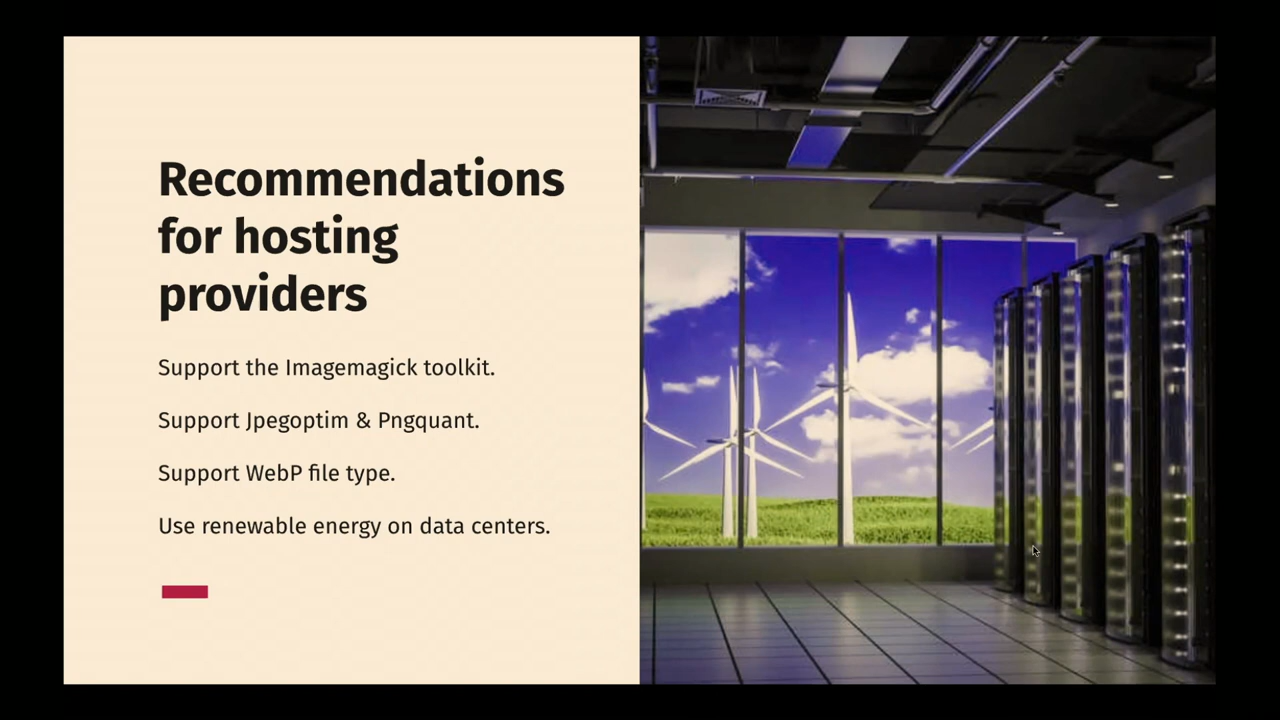 Recommendations
for hosting
providers
Support the Imagemagick toolkit.
Support Jpegoptim & Pngquant.
Support WebP file type.
Use renewable energy on data centers.